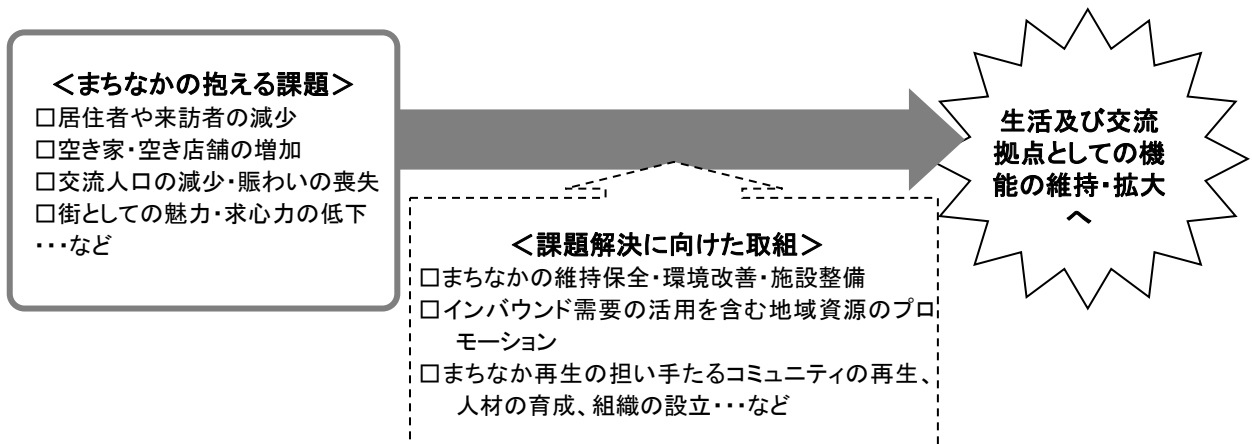 ＜まちなかの抱える課題＞
□居住者や来訪者の減少
□空き家・空き店舗の増加
□交流人口の減少・賑わいの喪失
□街としての魅力・求心力の低下
・・・など
＜課題解決に向けた取組＞
□まちなかの維持保全・環境改善・施設整備
□インバウンド需要の活用を含む地域資源のプロ
モーション
□まちなか再生の担い手たるコミュニティの再生、
人材の育成、組織の設立・・・など
生活及び交流
拠点としての機
能の維持・拡大
へ